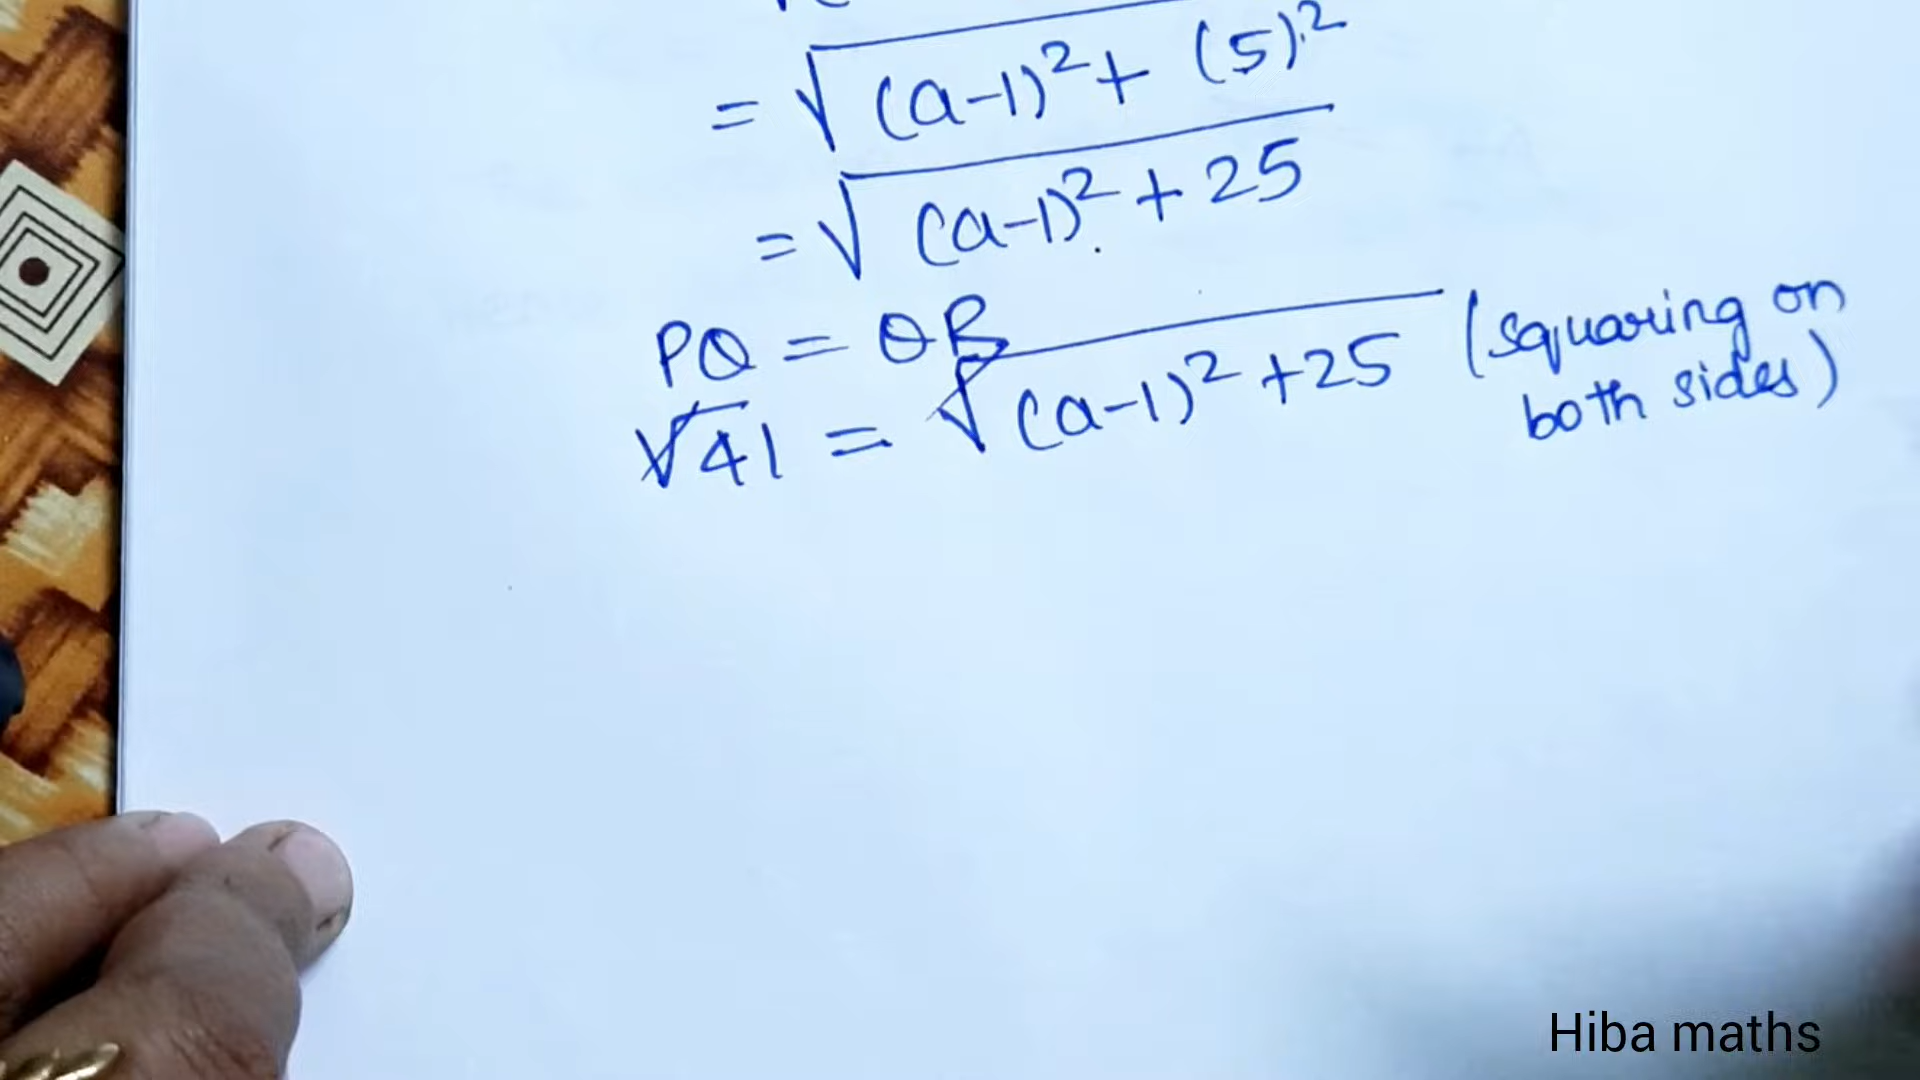 = √(a-1)² + (5)²
= √(a-1)² + 25
PQ = QR
√41 = √(a-1)² +25 (squaring on both sides)
Hiba maths